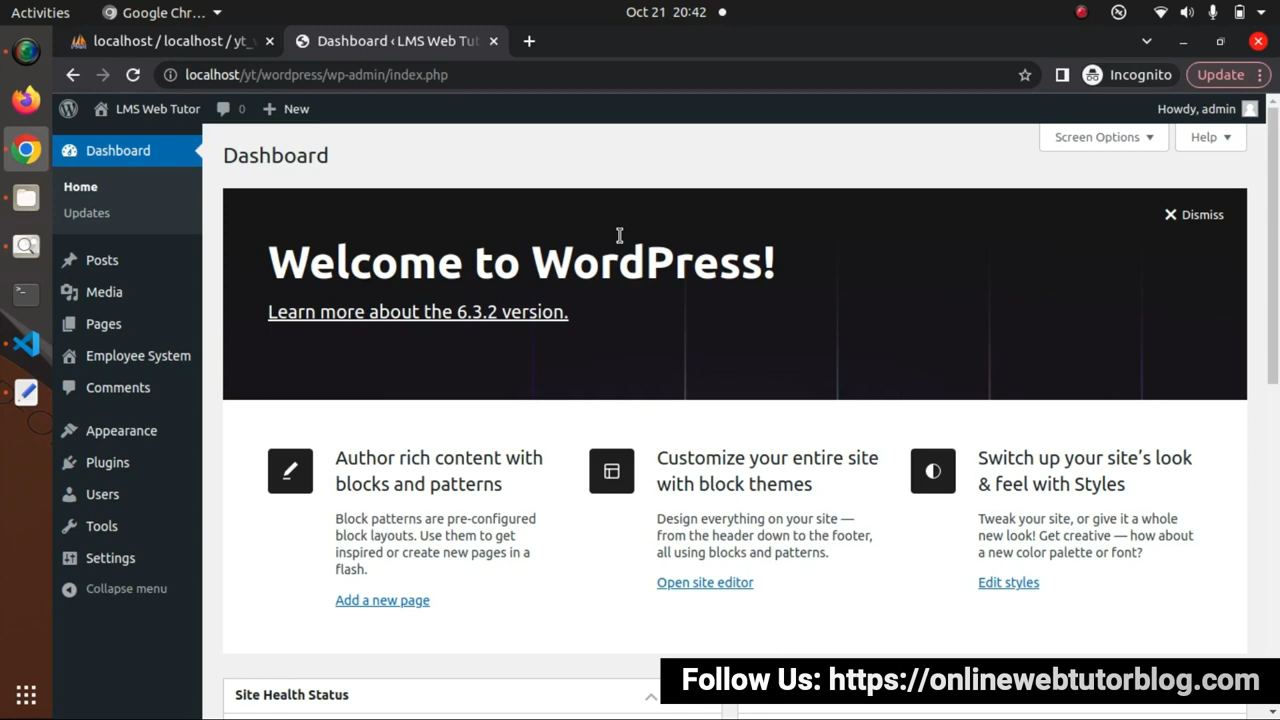 Activities
Google Chr...
Oct 21 20:42
localhost / localhost / yt_
Dashboard ‹ LMS Web Tut
localhost/yt/wordpress/wp-admin/index.php
Incognito
Update
LMS Web Tutor
0
New
Howdy, admin
Dashboard
Home
Updates
Posts
Media
Pages
Employee System
Comments
Appearance
Plugins
Users
Tools
Settings
Collapse menu
Dashboard
Screen Options
Help
Dismiss
Welcome to WordPress!
Learn more about the 6.3.2 version.
Author rich content with
blocks and patterns
Block patterns are pre-configured
block layouts. Use them to get
inspired or create new pages in a
flash.
Add a new page
Customize your entire site
with block themes
Design everything on your site —
from the header down to the footer,
all using blocks and patterns.
Open site editor
Switch up your site’s look
& feel with Styles
Tweak your site, or give it a whole
new look! Get creative — how about
a new color palette or font?
Edit styles
Site Health Status
Follow Us: https://onlinewebtutorblog.com